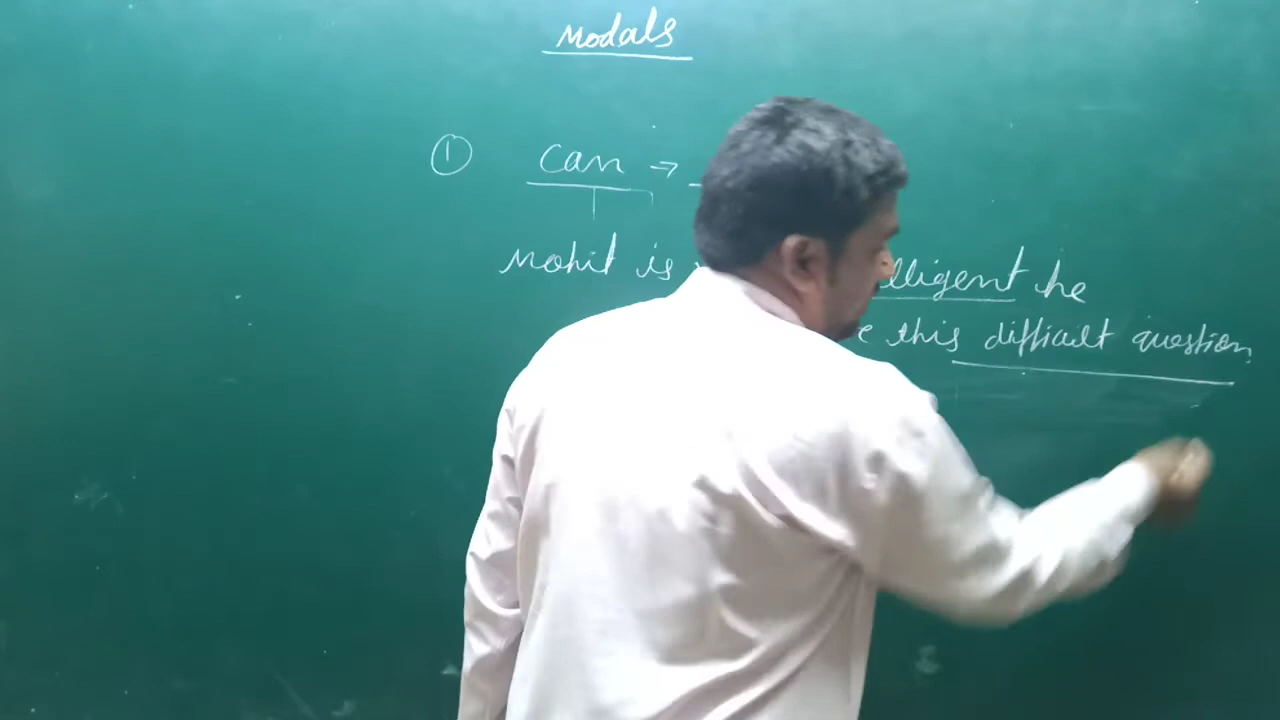 Modals
① can →
Mohit is lligent he
e this difficult question